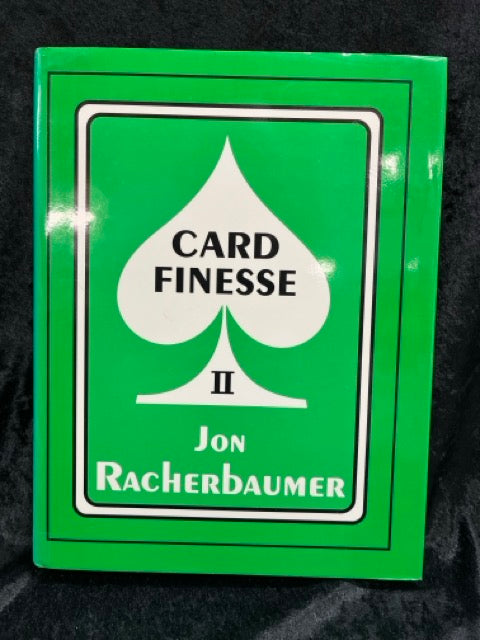 CARD
FINESSE
II
Jon
Racherbaumer